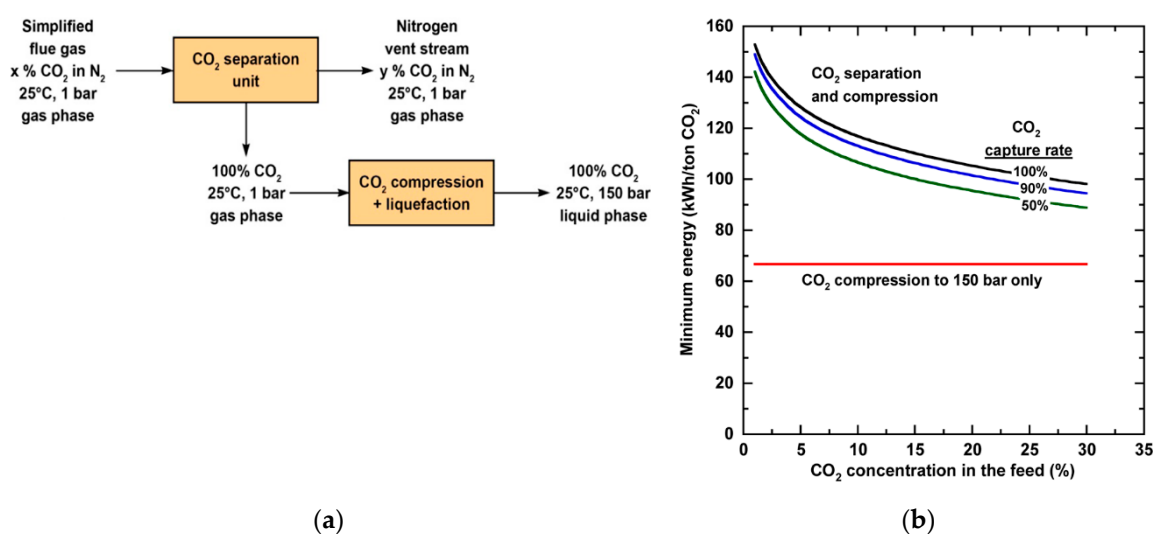 Simplified
flue gas
x % CO₂ in N₂
25°C, 1 bar
gas phase
CO₂ separation
unit
Nitrogen
vent stream
y % CO₂ in N₂
25°C, 1 bar
gas phase
100% CO₂
25°C, 1 bar
gas phase
CO₂ compression
+ liquefaction
100% CO₂
25°C, 150 bar
liquid phase
(a)
Minimum energy (kWh/ton CO₂)
160
140
120
100
80
60
40
20
0
CO₂ separation
and compression
CO₂
capture rate
100%
90%
50%
CO₂ compression to 150 bar only
0
5
10
15
20
25
30
35
CO₂ concentration in the feed (%)
(b)